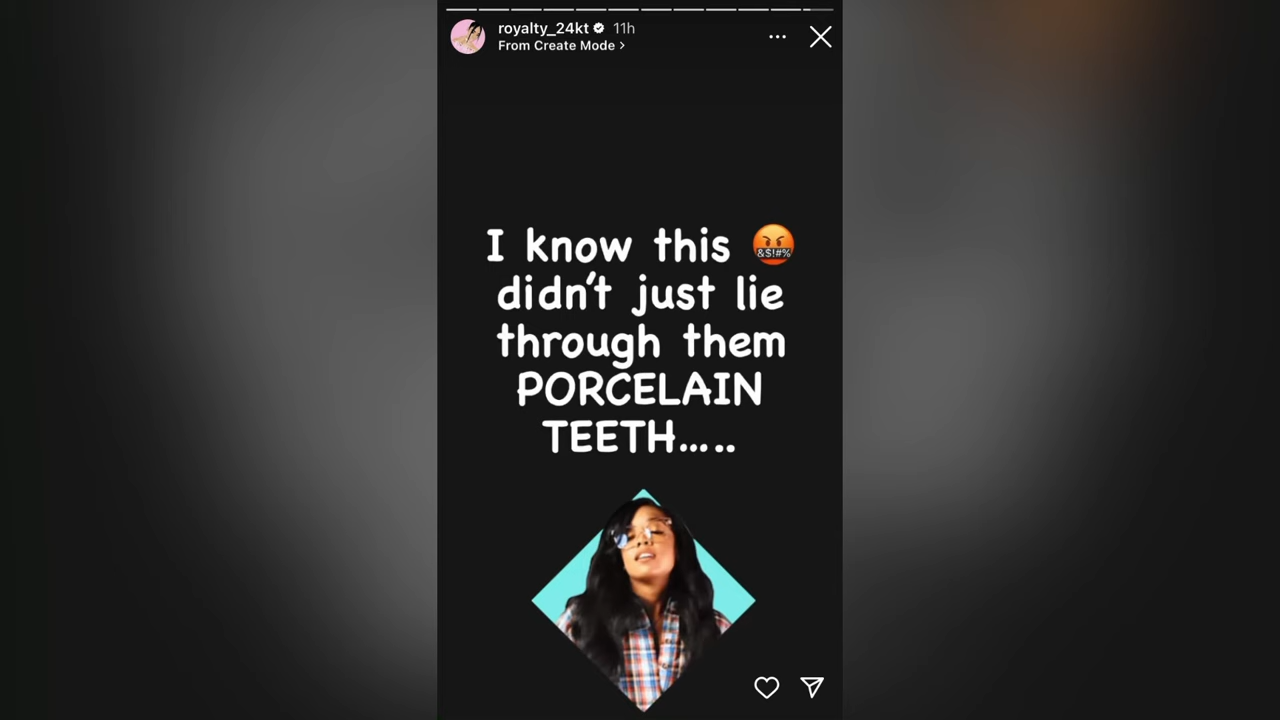 royalty_24kt 11h
From Create Mode >
I know this 🤬
didn't just lie
through them
PORCELAIN
TEETH.....